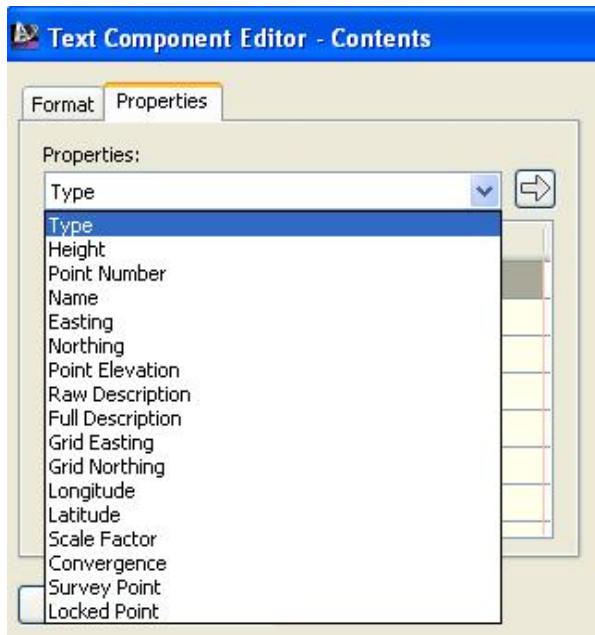 Text Component Editor - Contents
Format Properties
Properties:
Type
Type
Height
Point Number
Name
Easting
Northing
Point Elevation
Raw Description
Full Description
Grid Easting
Grid Northing
Longitude
Latitude
Scale Factor
Convergence
Survey Point
Locked Point